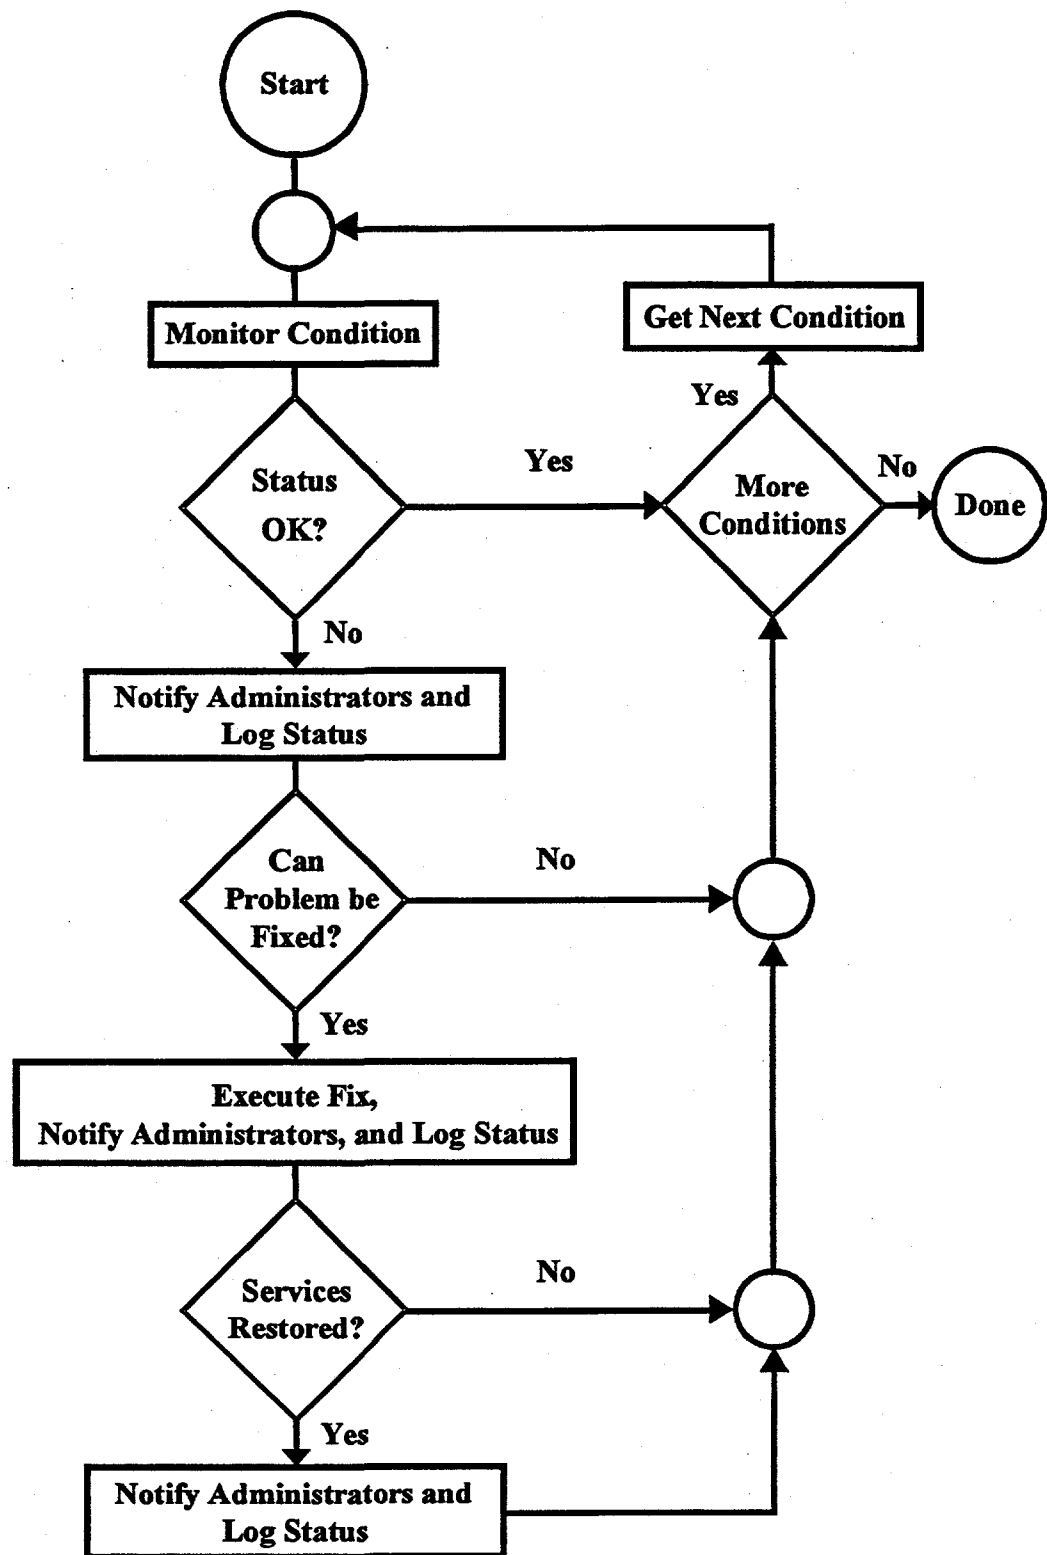 Start
Monitor Condition
Get Next Condition
Yes
Status
OK?
Yes
More
Conditions
No
Done
No
Notify Administrators and
Log Status
Can
Problem be
Fixed?
No
Yes
Execute Fix,
Notify Administrators, and Log Status
Services
Restored?
No
Yes
Notify Administrators and
Log Status